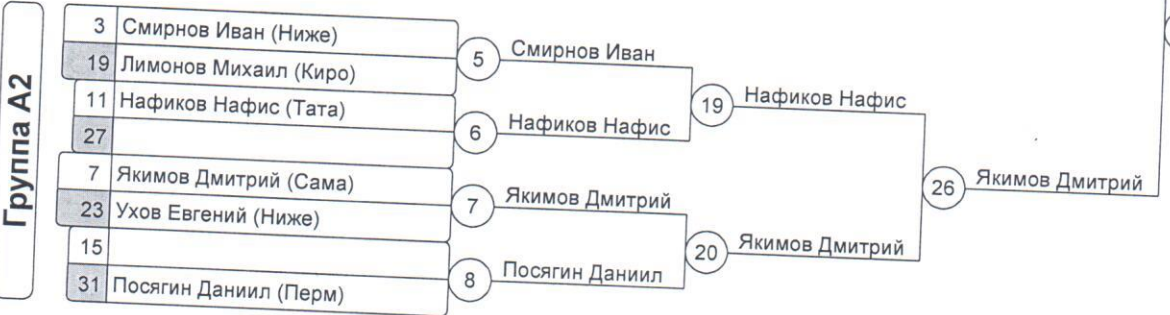 Группа А2
3 Смирнов Иван (Ниже)
19 Лимонов Михаил (Киро)
11 Нафиков Нафис (Тата)
27
7 Якимов Дмитрий (Сама)
23 Ухов Евгений (Ниже)
15
31 Посягин Даниил (Перм)
5 Смирнов Иван
6 Нафиков Нафис
7 Якимов Дмитрий
8 Посягин Даниил
19 Нафиков Нафис
20 Якимов Дмитрий
26 Якимов Дмитрий